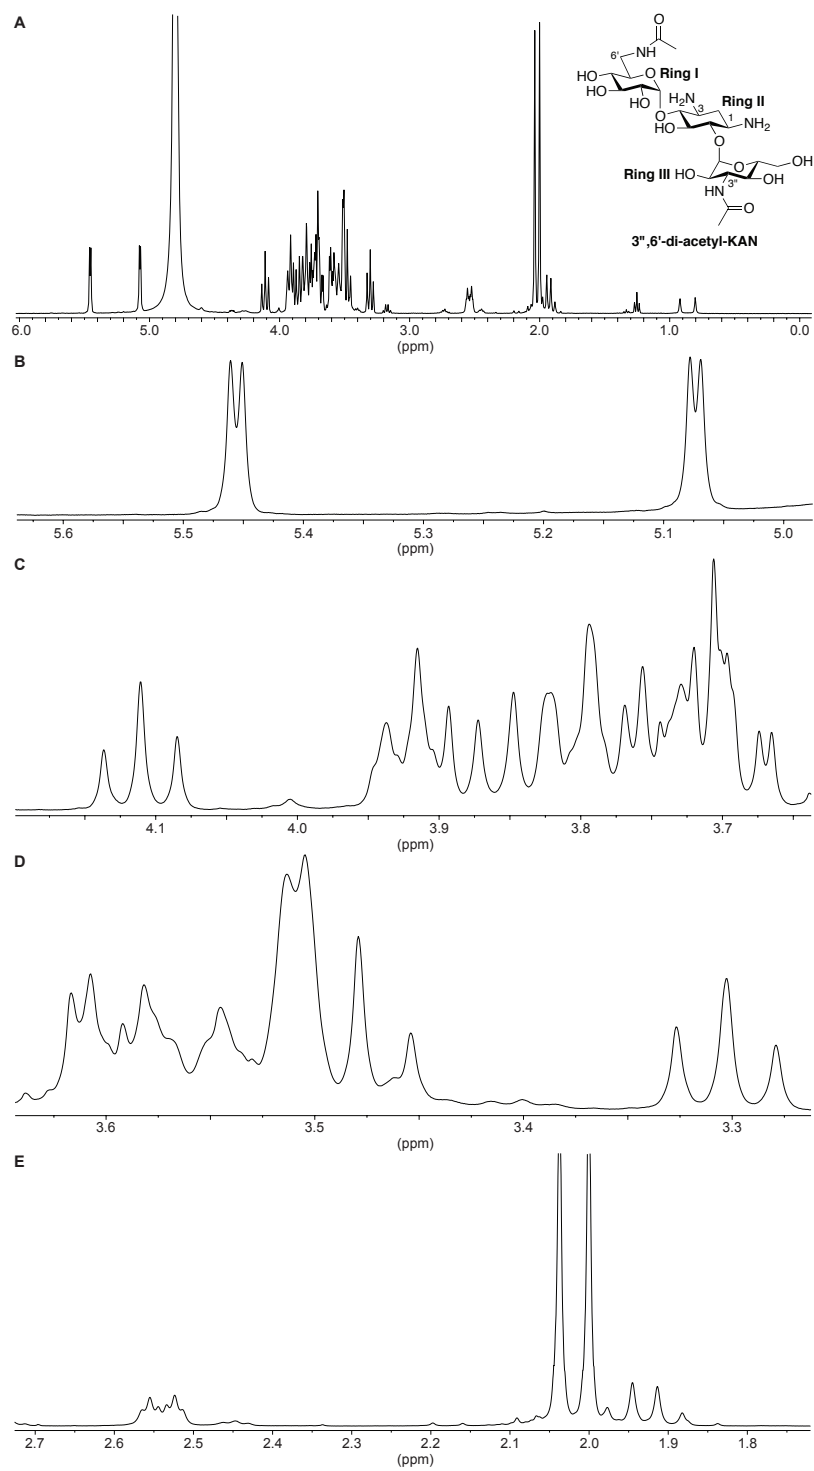 A
O
6'
NH
HO
O
Ring I
HO
HO
H₂N
3
Ring II
O
1
NH₂
HO
O
O
OH
Ring III
HO
OH
3"
HN
O
3",6'-di-acetyl-KAN
6.0 5.0 4.0 3.0 2.0 1.0 0.0
(ppm)
B
5.6 5.5 5.4 5.3 5.2 5.1 5.0
(ppm)
C
4.1 4.0 3.9 3.8 3.7
(ppm)
D
3.6 3.5 3.4 3.3
(ppm)
E
2.7 2.6 2.5 2.4 2.3 2.2 2.1 2.0 1.9 1.8
(ppm)